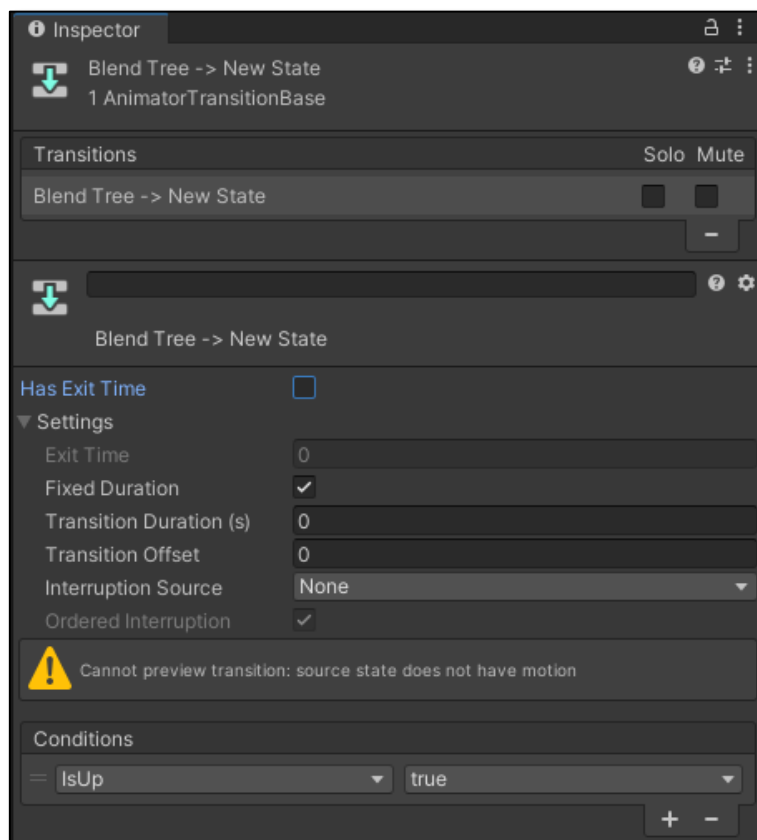 Inspector
Blend Tree -> New State
1 AnimatorTransitionBase
Transitions Solo Mute
Blend Tree -> New State
Blend Tree -> New State
Has Exit Time
Settings
Exit Time 0
Fixed Duration
Transition Duration (s) 0
Transition Offset 0
Interruption Source None
Ordered Interruption
Cannot preview transition: source state does not have motion
Conditions
IsUp true